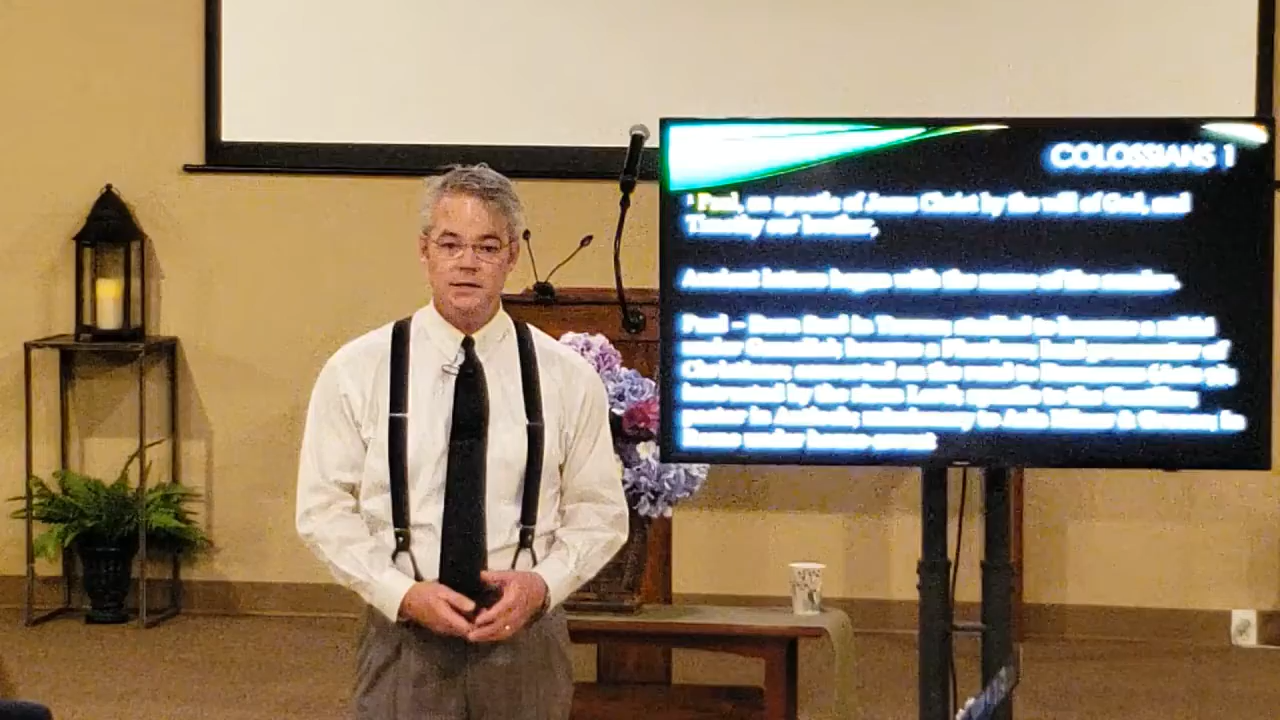 COLOSSIANS 1
¹ Paul, an apostle of Jesus Christ by the will of God, and
Timothy our brother,
Ancient letters began with the name of the sender.
Paul – Born Saul in Tarsus studied to become a rabbi
under Gamaliel; became a Pharisee, lead persecutor of
Christians; converted on the road to Damascus
instructed by the risen Lord; apostle to the Gentiles;
pastor in Antioch; missionary to Asia Minor & Greece; in
Rome under house arrest